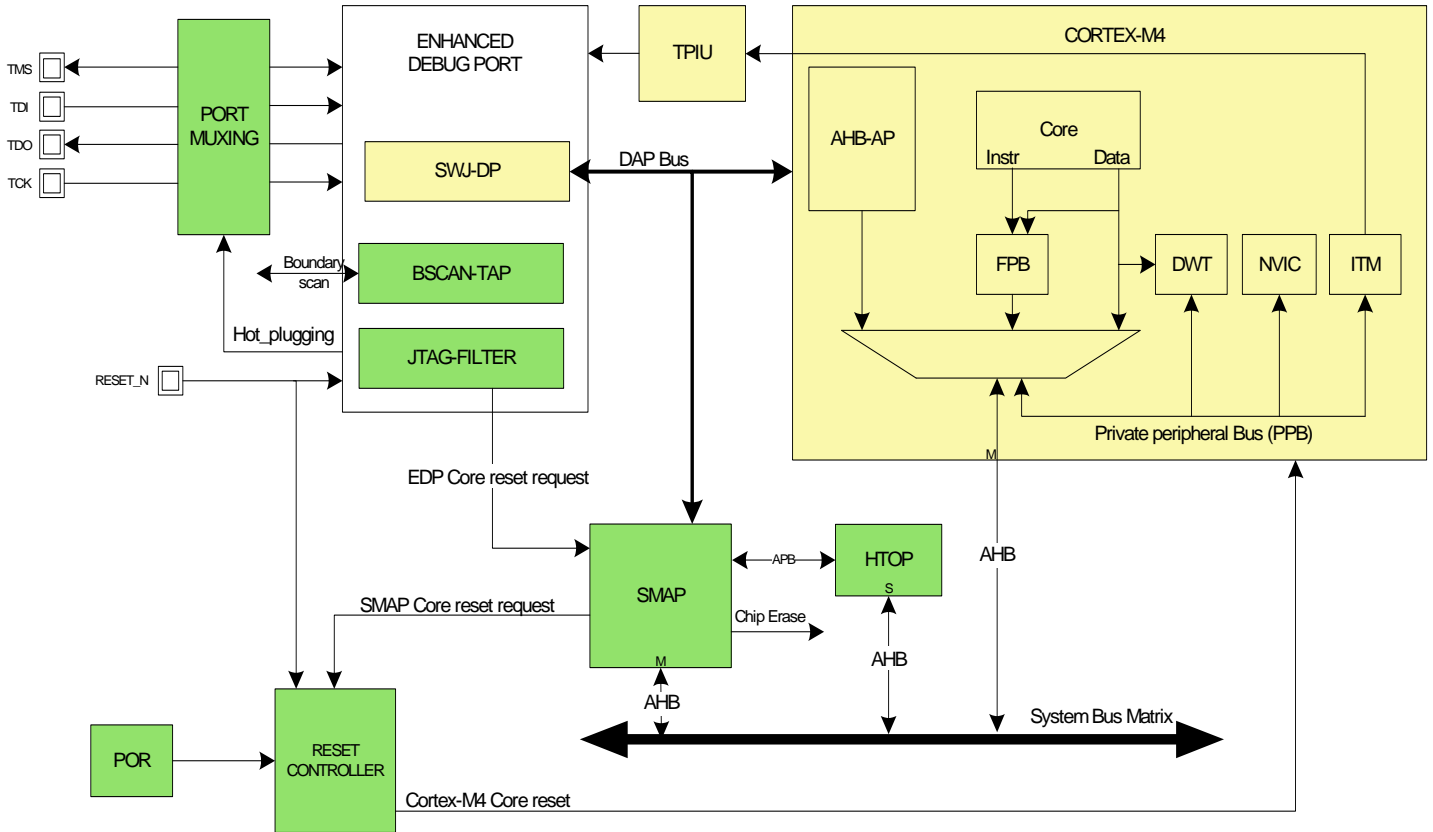 ENHANCED
DEBUG PORT
TPIU
CORTEX-M4
TMS
TDI
TDO
TCK
PORT
MUXING
AHB-AP
Core
Instr
Data
DAP Bus
SWJ-DP
Boundary
scan
BSCAN-TAP
FPB
DWT
NVIC
ITM
Hot_plugging
JTAG-FILTER
RESET_N
Private peripheral Bus (PPB)
M
EDP Core reset request
SMAP
APB
HTOP
S
AHB
SMAP Core reset request
Chip Erase
M
AHB
AHB
System Bus Matrix
POR
RESET
CONTROLLER
Cortex-M4 Core reset